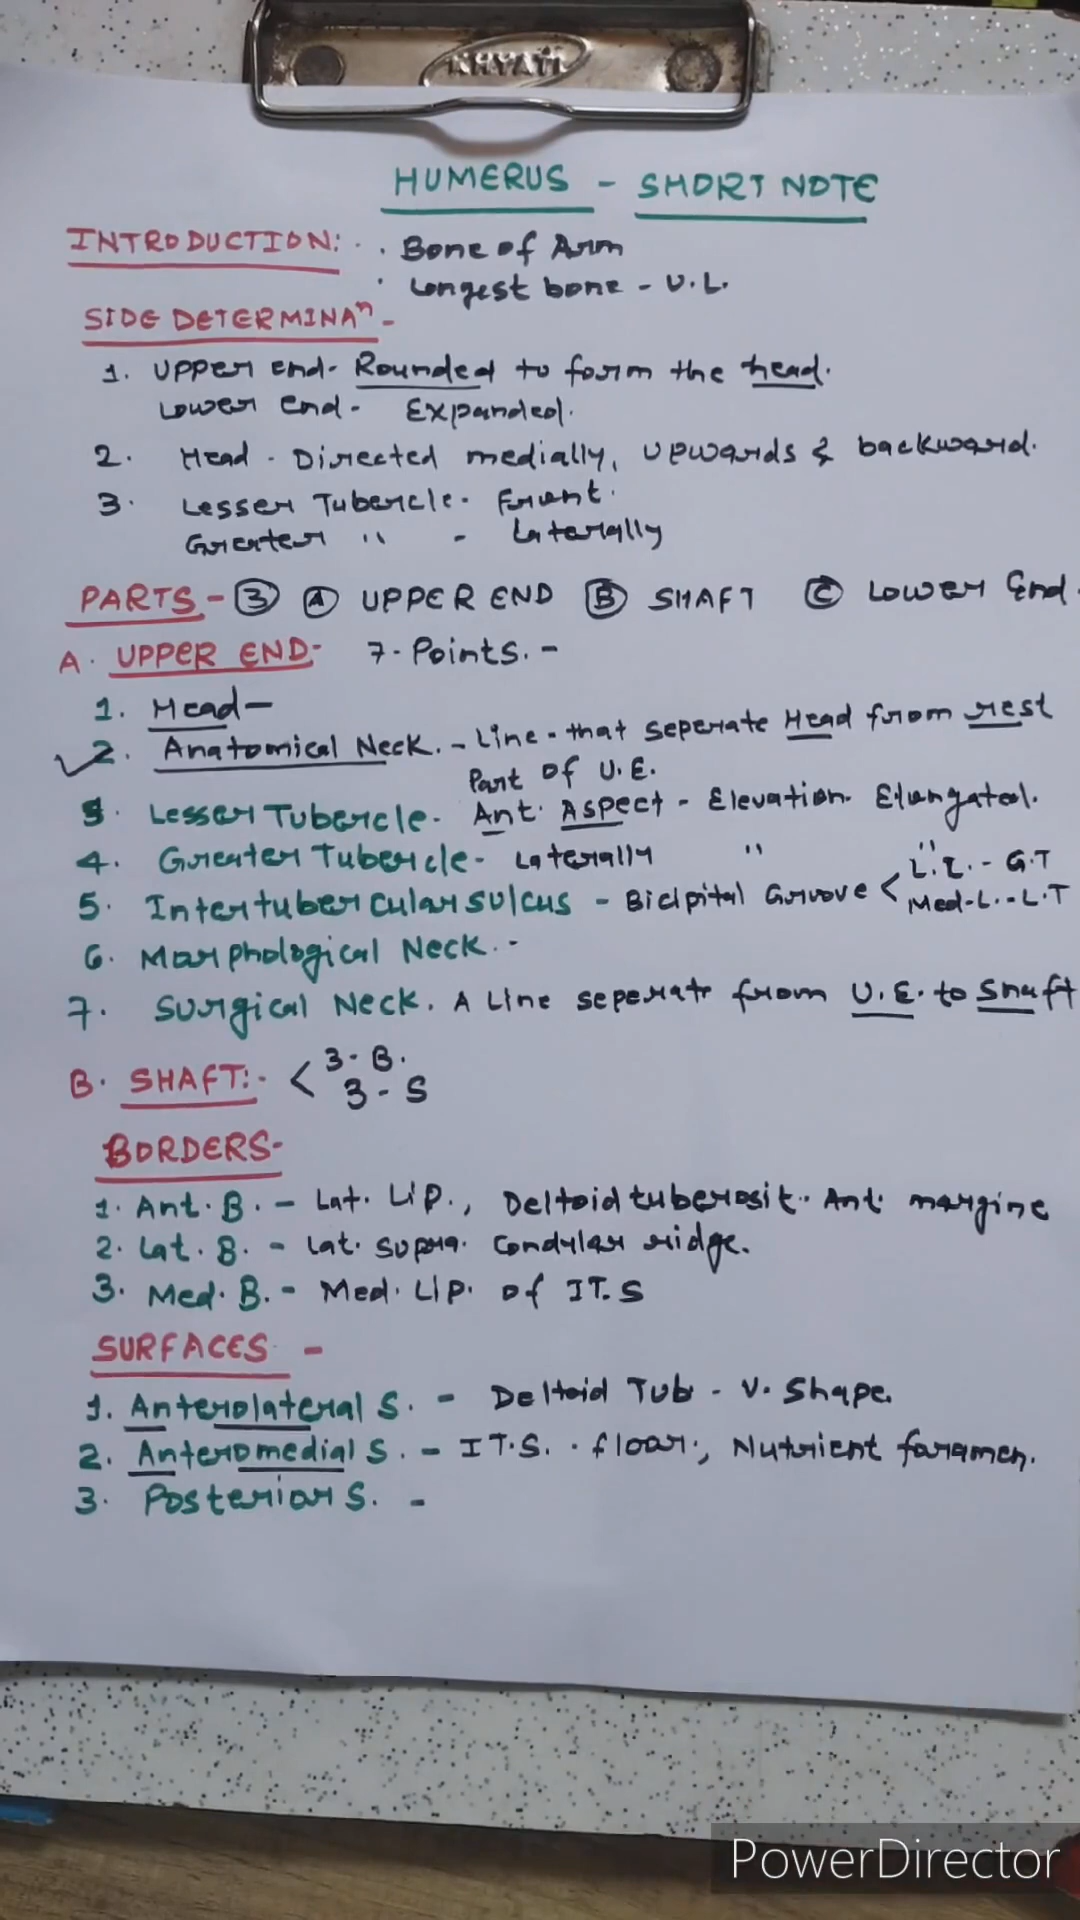 KHYATI
HUMERUS - SHORT NOTE
INTRODUCTION:- . Bone of Arm
. Longest bone - U.L.
SIDE DETERMINAⁿ -
1. Upper end- Rounded to form the head.
Lower end- Expanded.
2. Head - Directed medially, upwards & backward.
3. Lesser Tubercle- Front.
Greater " - Laterally
PARTS - ③ Ⓐ UPPER END Ⓑ SHAFT Ⓒ LOWER End.
A. UPPER END- 7-Points.-
1. Head-
2. Anatomical Neck.- Line-that seperate Head from rest
Part of U.E.
3. Lesser Tubercle- Ant. Aspect - Elevation Elongated.
4. Greater Tubercle- Laterally " "
5. Intertubercularsulcus - Bicipital Groove < L.L.- G.T
Med-L.-L.T
6. Morphological Neck.-
7. Surgical Neck. A Line seperate from U.E. to Shaft
B. SHAFT:- < 3-B.
3-S
BORDERS-
1. Ant.B.- Lat. Lip., Deltoid tuberosit. Ant. margine
2. Lat.B. - Lat. supra. Condylar ridge.
3. Med.B.- Med. Lip. of IT.S
SURFACES -
1. Anterolateral S. - Deltoid Tub - V. Shape.
2. Anteromedial S. - I T.S. . floor., Nutrient foramen.
3. Posterior S. -
PowerDirector